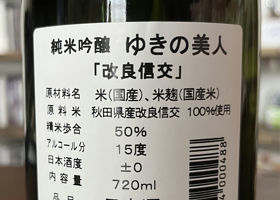 純米吟醸 ゆきの美人
「改良信交」
原材料名 米(国産)、米麹(国産米)
原料米 秋田県産改良信交 100%使用
精米歩合 50%
アルコール分 15度
日本酒度 ±0
内容量 720ml
4000488